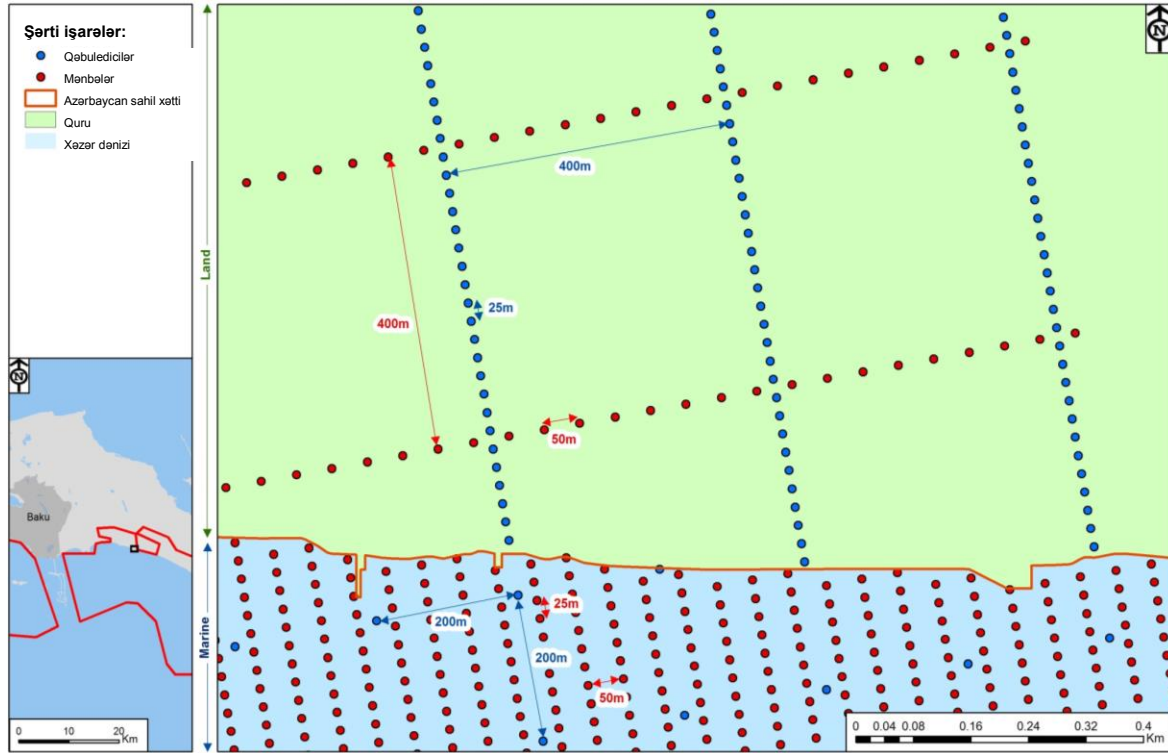 Şərti işarələr:
Qəbuledicilər
Mənbələr
Azərbaycan sahil xətti
Quru
Xəzər dənizi
N
N
Baku
0 10 20
Km
Land
Marine
400m
400m
25m
50m
25m
200m
200m
50m
0 0.04 0.08 0.16 0.24 0.32 0.4
Km